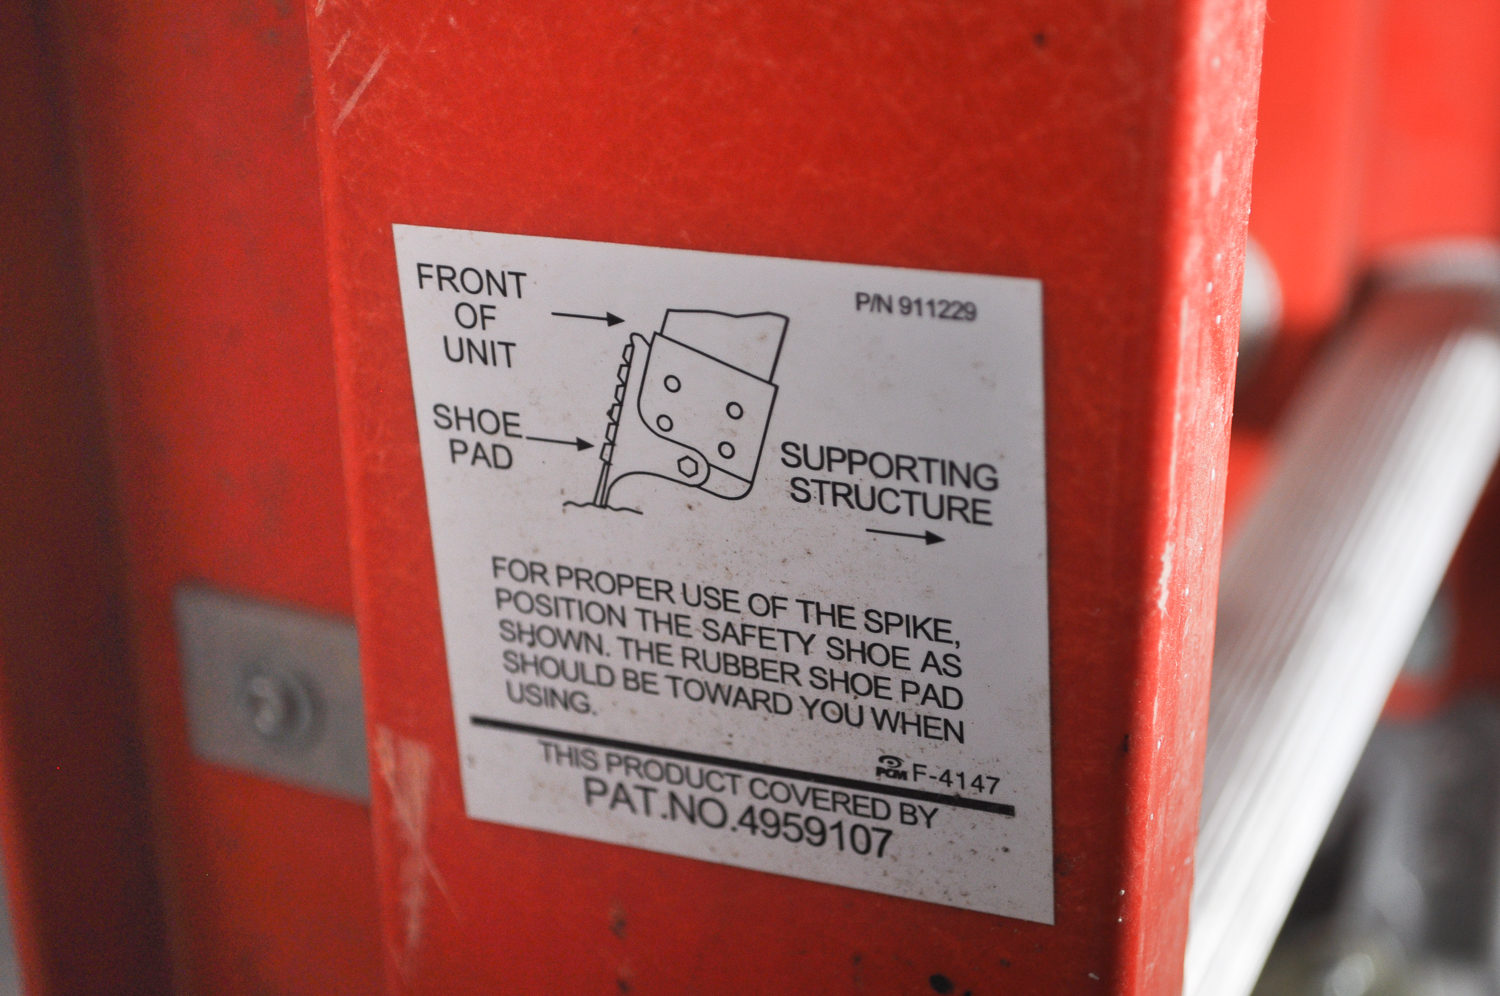 P/N 911229
FRONT
OF
UNIT
SHOE
PAD
SUPPORTING
STRUCTURE
FOR PROPER USE OF THE SPIKE,
POSITION THE SAFETY SHOE AS
SHOWN. THE RUBBER SHOE PAD
SHOULD BE TOWARD YOU WHEN
USING.
PCM F-4147
THIS PRODUCT COVERED BY
PAT.NO.4959107